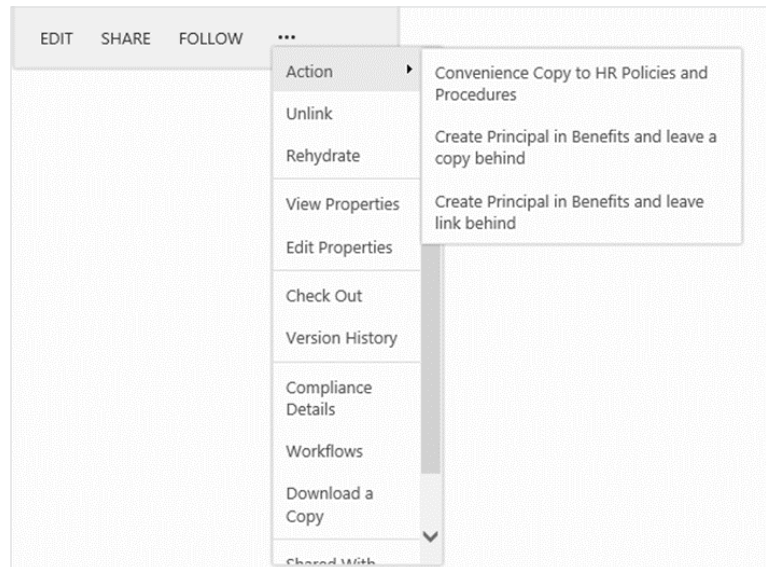 EDIT SHARE FOLLOW ...
Action
Convenience Copy to HR Policies and
Procedures
Create Principal in Benefits and leave a
copy behind
Create Principal in Benefits and leave
link behind
Unlink
Rehydrate
View Properties
Edit Properties
Check Out
Version History
Compliance
Details
Workflows
Download a
Copy
Shared With